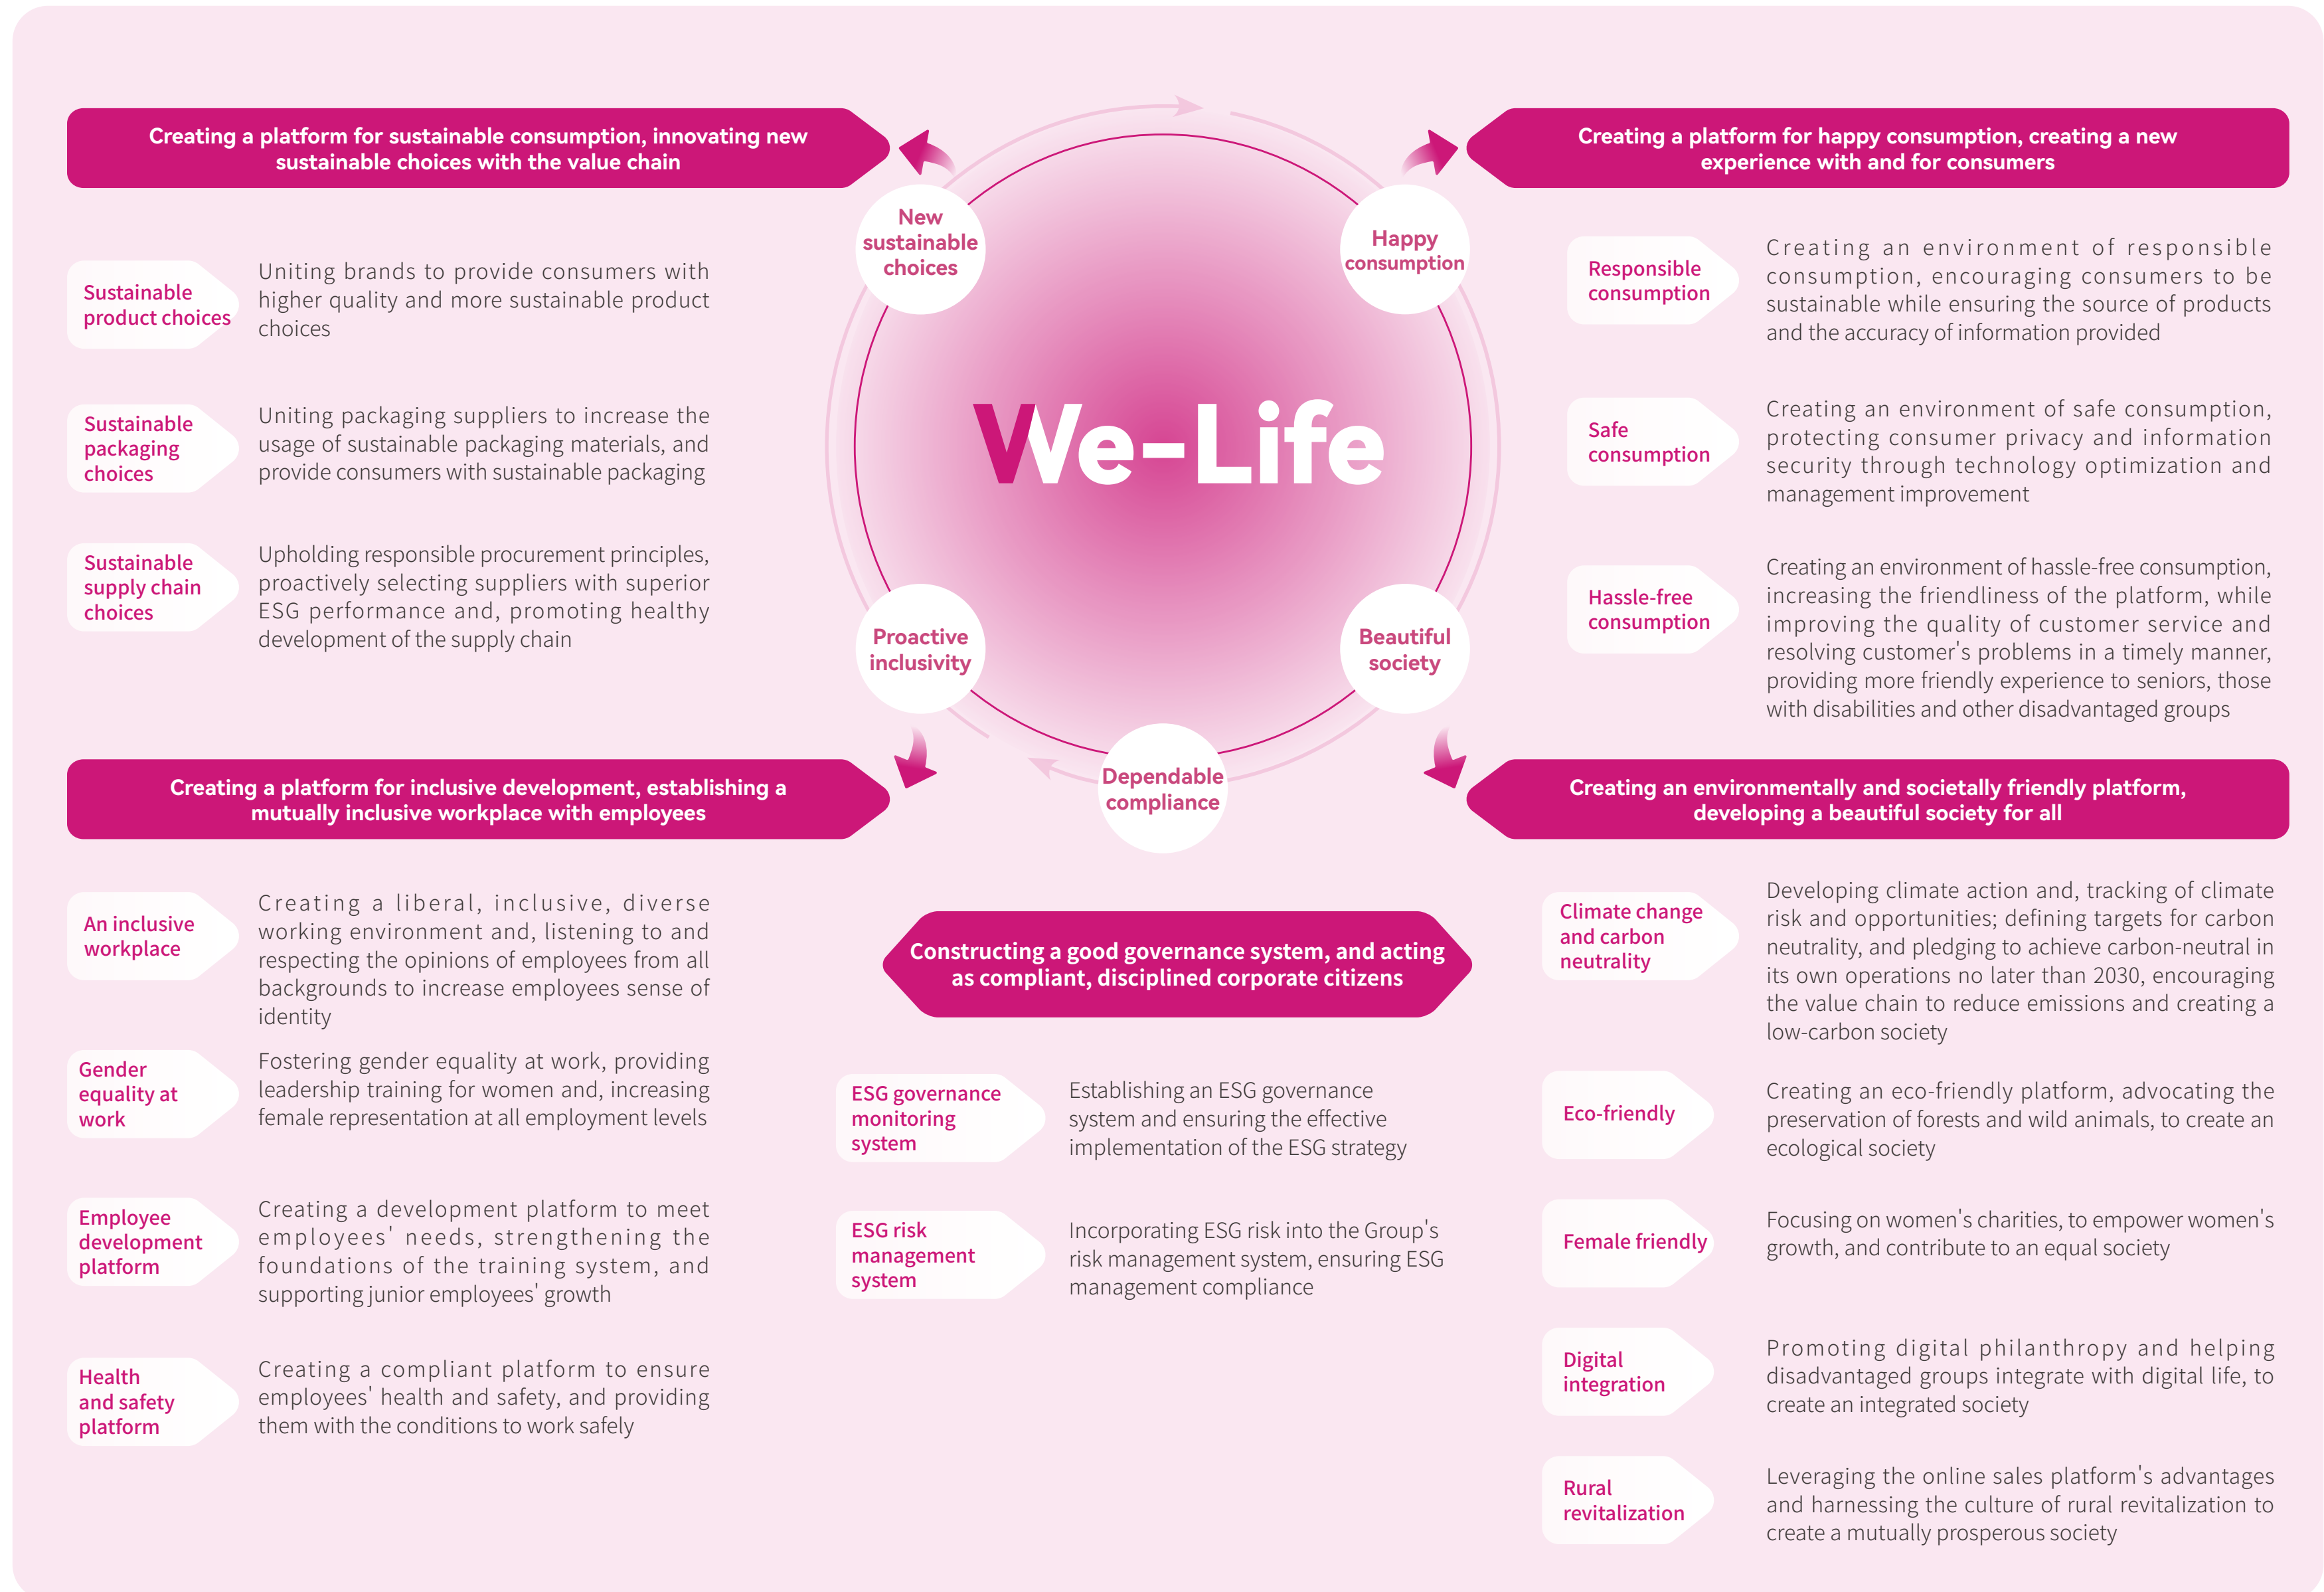 Creating a platform for sustainable consumption, innovating new
sustainable choices with the value chain
Sustainable
product choices
Uniting brands to provide consumers with
higher quality and more sustainable product
choices
Sustainable
packaging
choices
Uniting packaging suppliers to increase the
usage of sustainable packaging materials, and
provide consumers with sustainable packaging
Sustainable
supply chain
choices
Upholding responsible procurement principles,
proactively selecting suppliers with superior
ESG performance and, promoting healthy
development of the supply chain
New
sustainable
choices
Happy
consumption
We-Life
Proactive
inclusivity
Beautiful
society
Dependable
compliance
Creating a platform for happy consumption, creating a new
experience with and for consumers
Responsible
consumption
Creating an environment of responsible
consumption, encouraging consumers to be
sustainable while ensuring the source of products
and the accuracy of information provided
Safe
consumption
Creating an environment of safe consumption,
protecting consumer privacy and information
security through technology optimization and
management improvement
Hassle-free
consumption
Creating an environment of hassle-free consumption,
increasing the friendliness of the platform, while
improving the quality of customer service and
resolving customer's problems in a timely manner,
providing more friendly experience to seniors, those
with disabilities and other disadvantaged groups
Creating a platform for inclusive development, establishing a
mutually inclusive workplace with employees
An inclusive
workplace
Creating a liberal, inclusive, diverse
working environment and, listening to and
respecting the opinions of employees from all
backgrounds to increase employees sense of
identity
Gender
equality at
work
Fostering gender equality at work, providing
leadership training for women and, increasing
female representation at all employment levels
Employee
development
platform
Creating a development platform to meet
employees' needs, strengthening the
foundations of the training system, and
supporting junior employees' growth
Health
and safety
platform
Creating a compliant platform to ensure
employees' health and safety, and providing
them with the conditions to work safely
Constructing a good governance system, and acting
as compliant, disciplined corporate citizens
ESG governance
monitoring
system
Establishing an ESG governance
system and ensuring the effective
implementation of the ESG strategy
ESG risk
management
system
Incorporating ESG risk into the Group's
risk management system, ensuring ESG
management compliance
Creating an environmentally and societally friendly platform,
developing a beautiful society for all
Climate change
and carbon
neutrality
Developing climate action and, tracking of climate
risk and opportunities; defining targets for carbon
neutrality, and pledging to achieve carbon-neutral in
its own operations no later than 2030, encouraging
the value chain to reduce emissions and creating a
low-carbon society
Eco-friendly
Creating an eco-friendly platform, advocating the
preservation of forests and wild animals, to create an
ecological society
Female friendly
Focusing on women's charities, to empower women's
growth, and contribute to an equal society
Digital
integration
Promoting digital philanthropy and helping
disadvantaged groups integrate with digital life, to
create an integrated society
Rural
revitalization
Leveraging the online sales platform's advantages
and harnessing the culture of rural revitalization to
create a mutually prosperous society